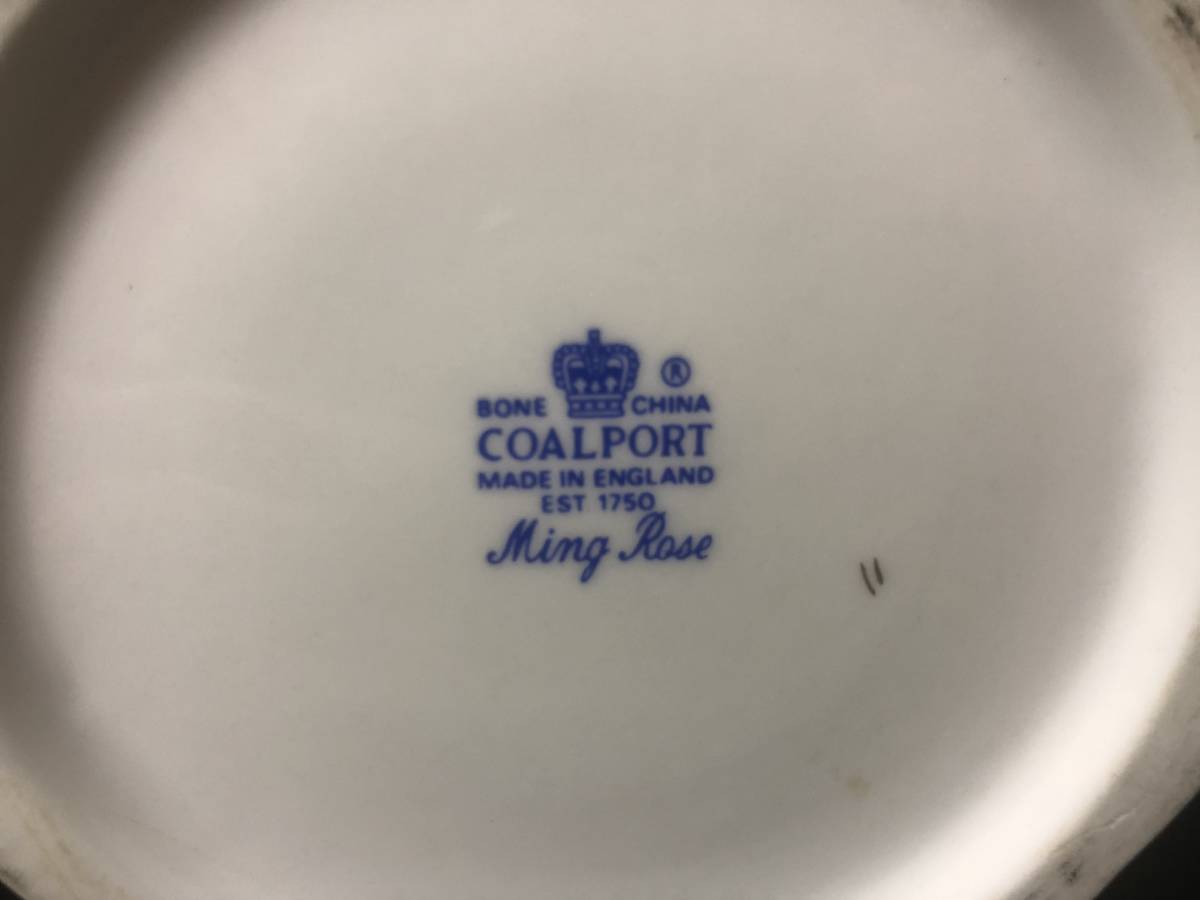 ®
BONE CHINA
COALPORT
MADE IN ENGLAND
EST 1750
Ming Rose